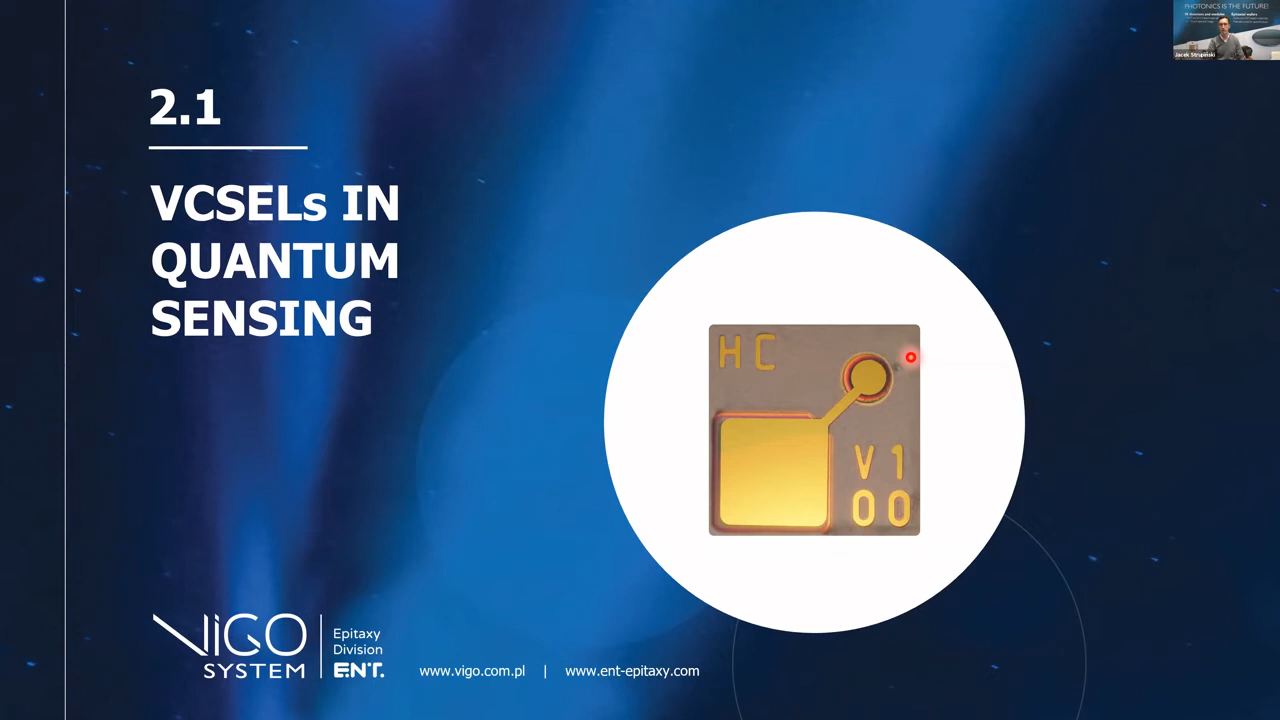 2.1
VCSELs IN
QUANTUM
SENSING
HC
V1
00
VIGO
SYSTEM
Epitaxy
Division
E.N.T.
www.vigo.com.pl | www.ent-epitaxy.com
PHOTONICS IS THE FUTURE!
Jacek Strupiński